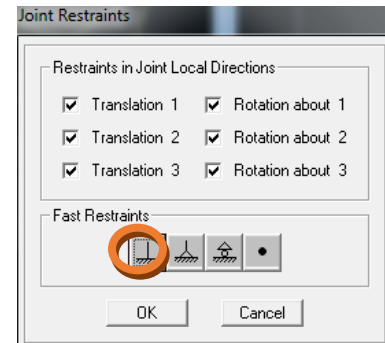 Joint Restraints
Restraints in Joint Local Directions
Translation 1 Rotation about 1
Translation 2 Rotation about 2
Translation 3 Rotation about 3
Fast Restraints
OK Cancel